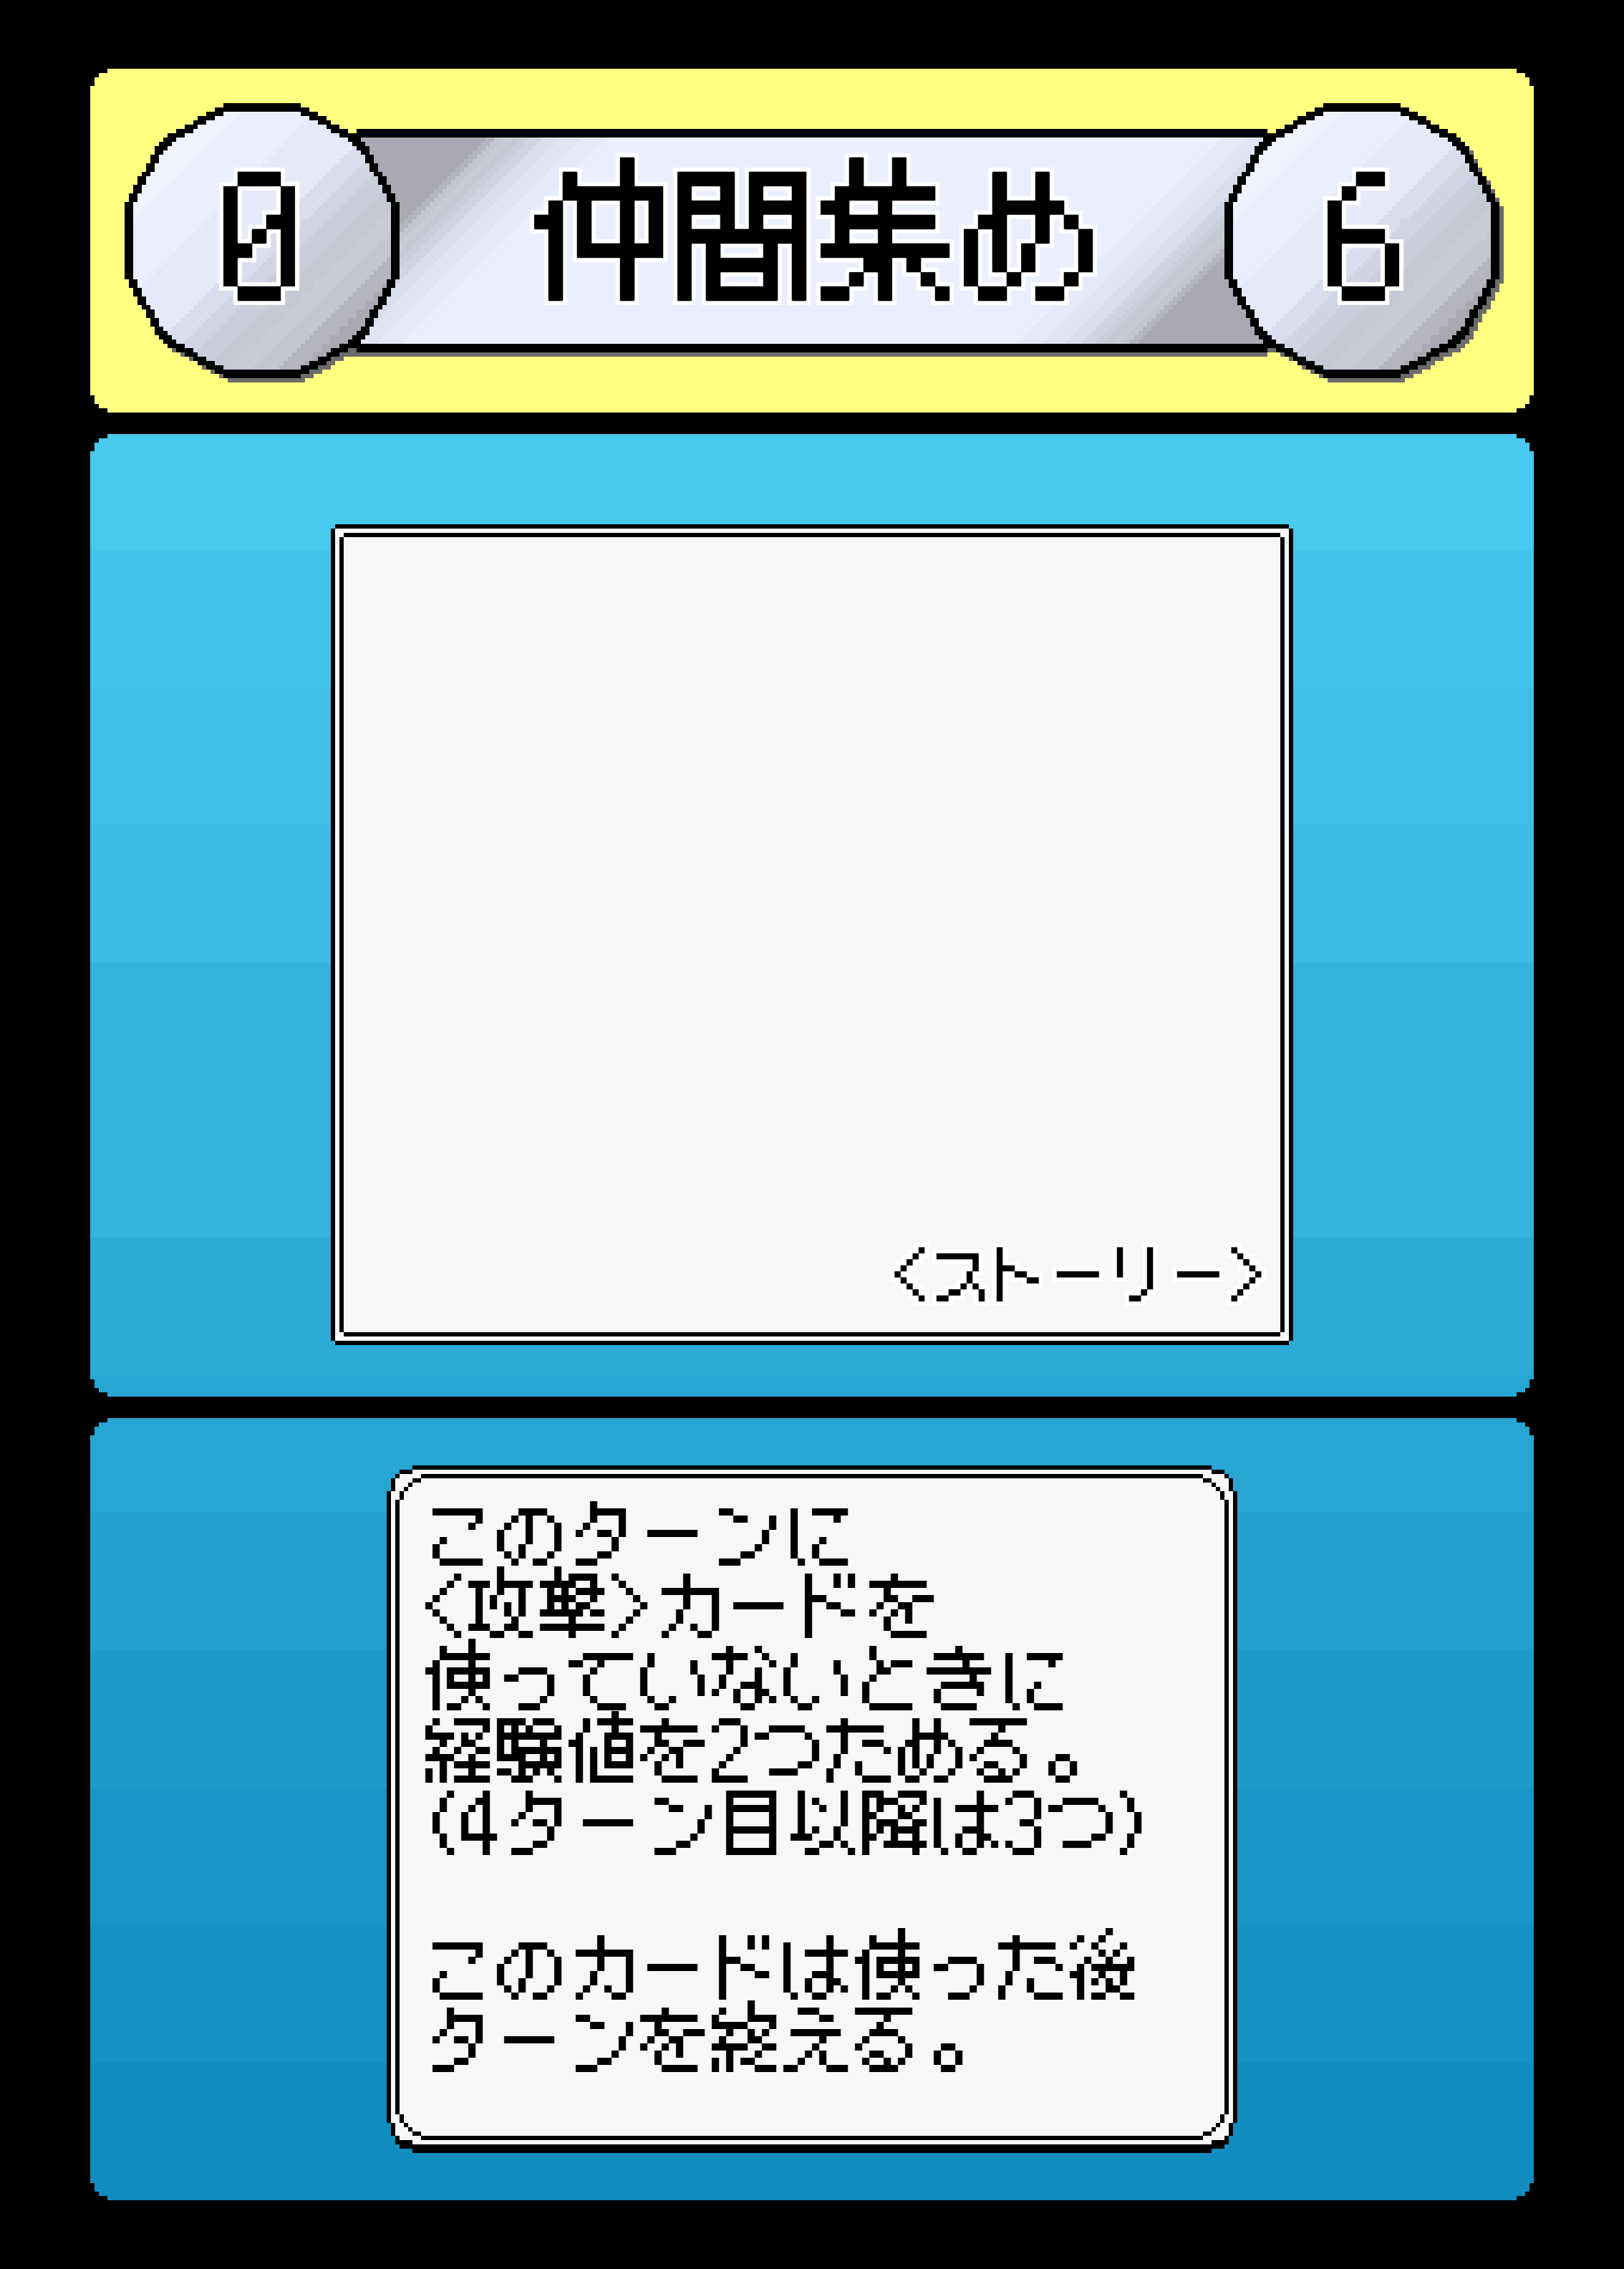 0 仲間集め 6
<ストーリー>
このターンに
<攻撃>カードを
使っていないときに
経験値を2つためる。
(4ターン目以降は3つ)
このカードは使った後
ターンを終える。